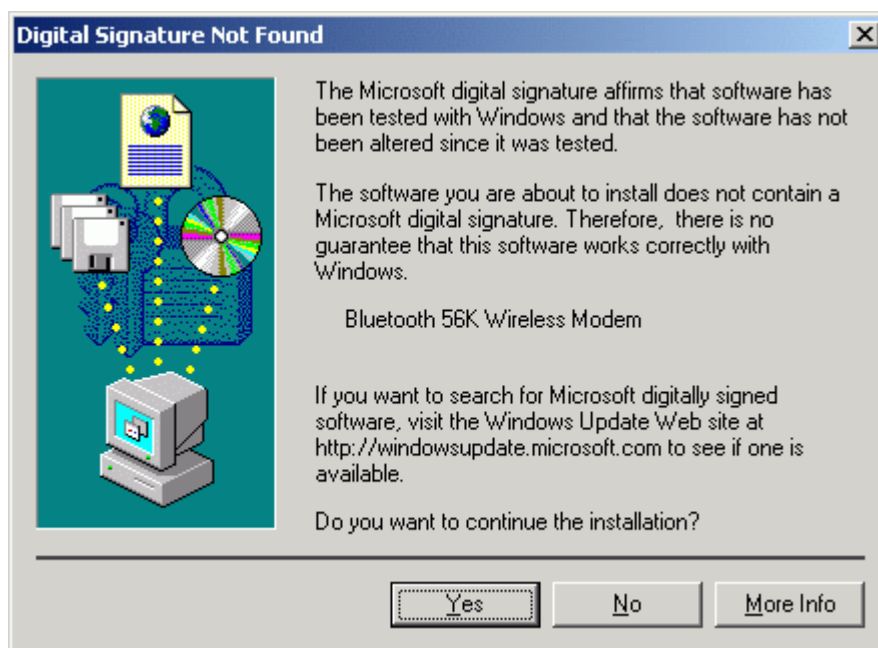 Digital Signature Not Found
The Microsoft digital signature affirms that software has
been tested with Windows and that the software has not
been altered since it was tested.
The software you are about to install does not contain a
Microsoft digital signature. Therefore, there is no
guarantee that this software works correctly with
Windows.
Bluetooth 56K Wireless Modem
If you want to search for Microsoft digitally signed
software, visit the Windows Update Web site at
http://windowsupdate.microsoft.com to see if one is
available.
Do you want to continue the installation?
Yes No More Info